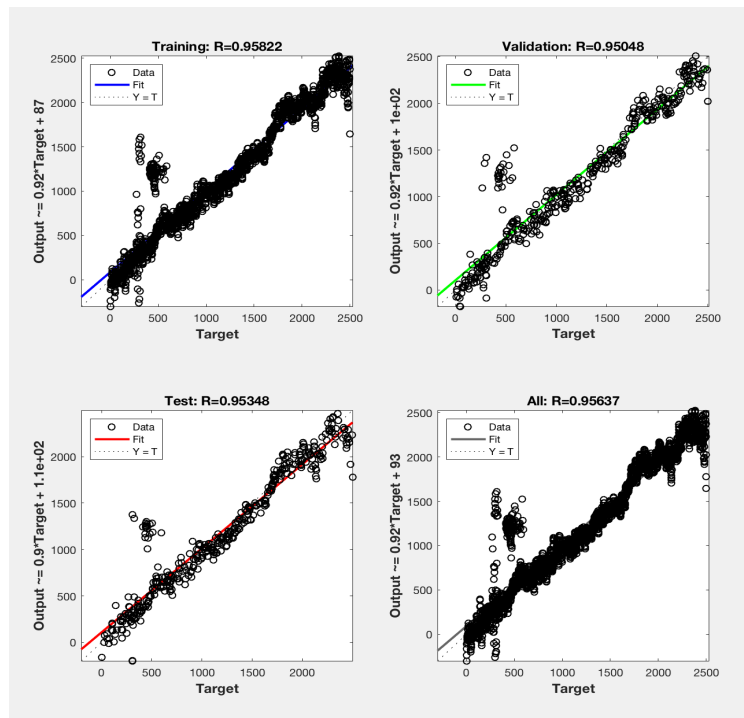 Training: R=0.95822
Output ~= 0.92*Target + 87
2500
2000
1500
1000
500
0
Data
Fit
Y = T
0 500 1000 1500 2000 2500
Target
Validation: R=0.95048
Output ~= 0.92*Target + 1e+02
2500
2000
1500
1000
500
0
Data
Fit
Y = T
0 500 1000 1500 2000 2500
Target
Test: R=0.95348
Output ~= 0.9*Target + 1.1e+02
2000
1500
1000
500
0
Data
Fit
Y = T
0 500 1000 1500 2000
Target
All: R=0.95637
Output ~= 0.92*Target + 93
2500
2000
1500
1000
500
0
Data
Fit
Y = T
0 500 1000 1500 2000 2500
Target